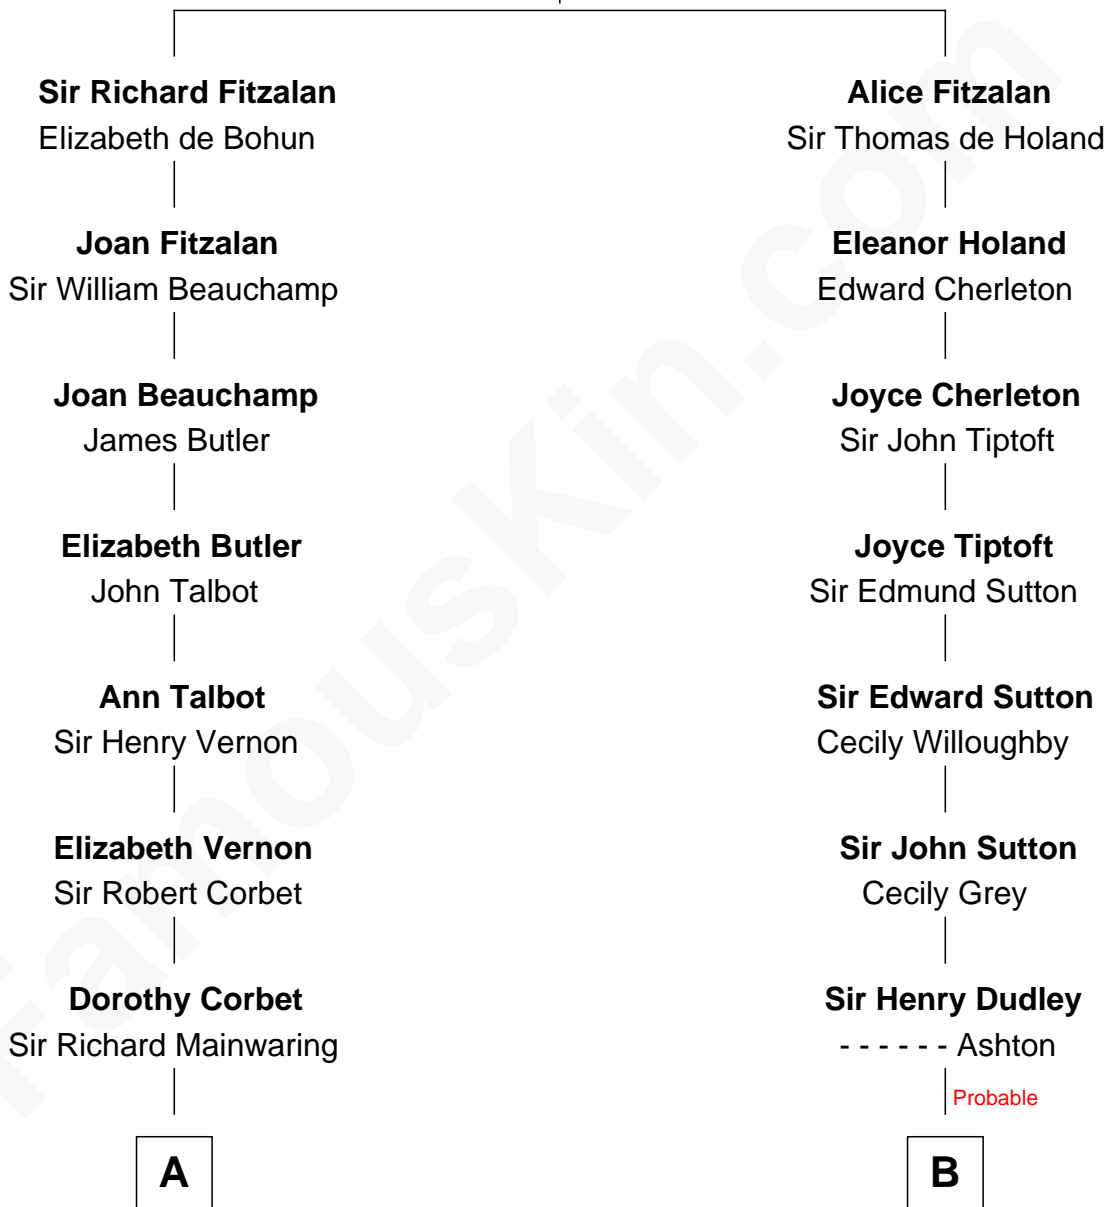 Sir Richard Fitzalan
Elizabeth de Bohun
Alice Fitzalan
Sir Thomas de Holand
Joan Fitzalan
Sir William Beauchamp
Eleanor Holand
Edward Cherleton
Joan Beauchamp
James Butler
Joyce Cherleton
Sir John Tiptoft
Elizabeth Butler
John Talbot
Joyce Tiptoft
Sir Edmund Sutton
Ann Talbot
Sir Henry Vernon
Sir Edward Sutton
Cecily Willoughby
Elizabeth Vernon
Sir Robert Corbet
Sir John Sutton
Cecily Grey
Dorothy Corbet
Sir Richard Mainwaring
Sir Henry Dudley
- - - - - - Ashton
Probable
A
B
FamousKin.com